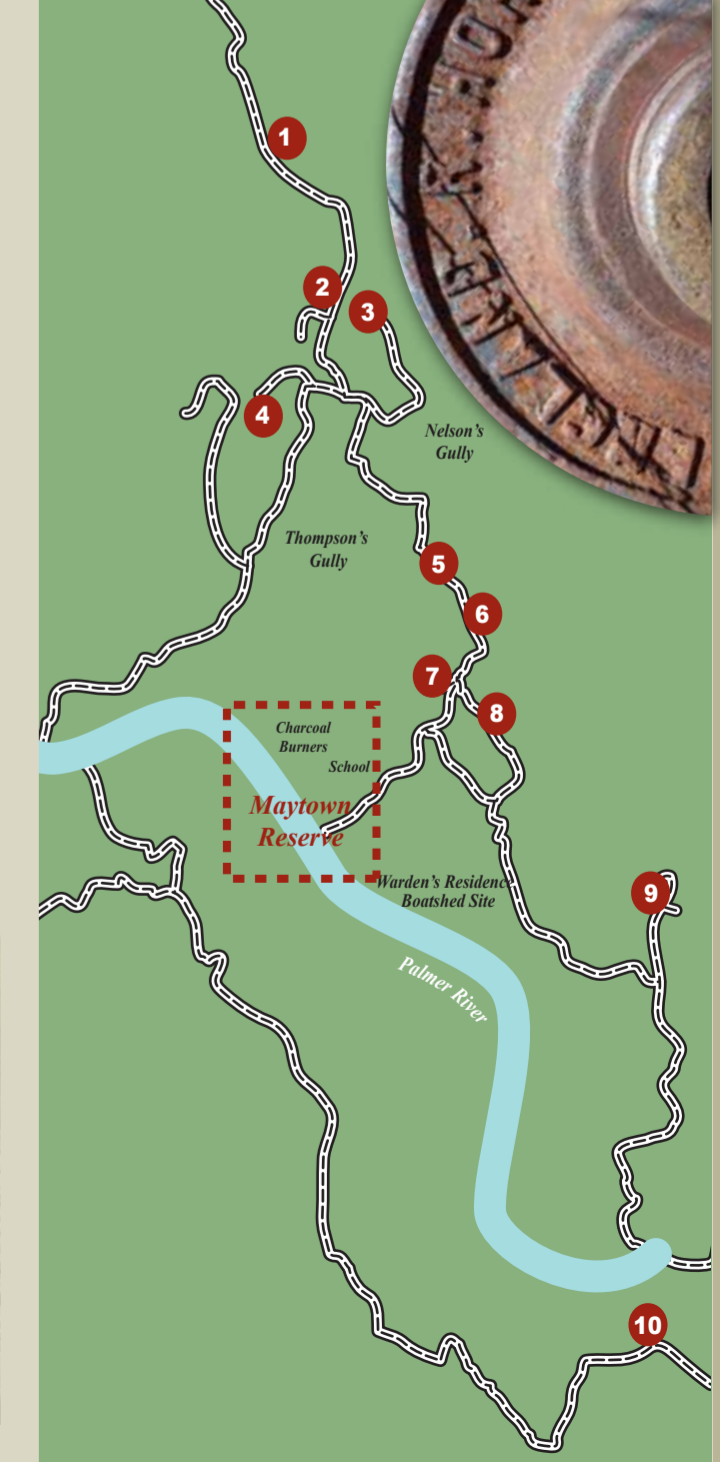 1
2
3
4
Nelson's
Gully
Thompson's
Gully
5
6
7
8
Charcoal
Burners
School
Maytown
Reserve
Warden's Residence
Boatshed Site
9
Palmer River
10
ENGLAND